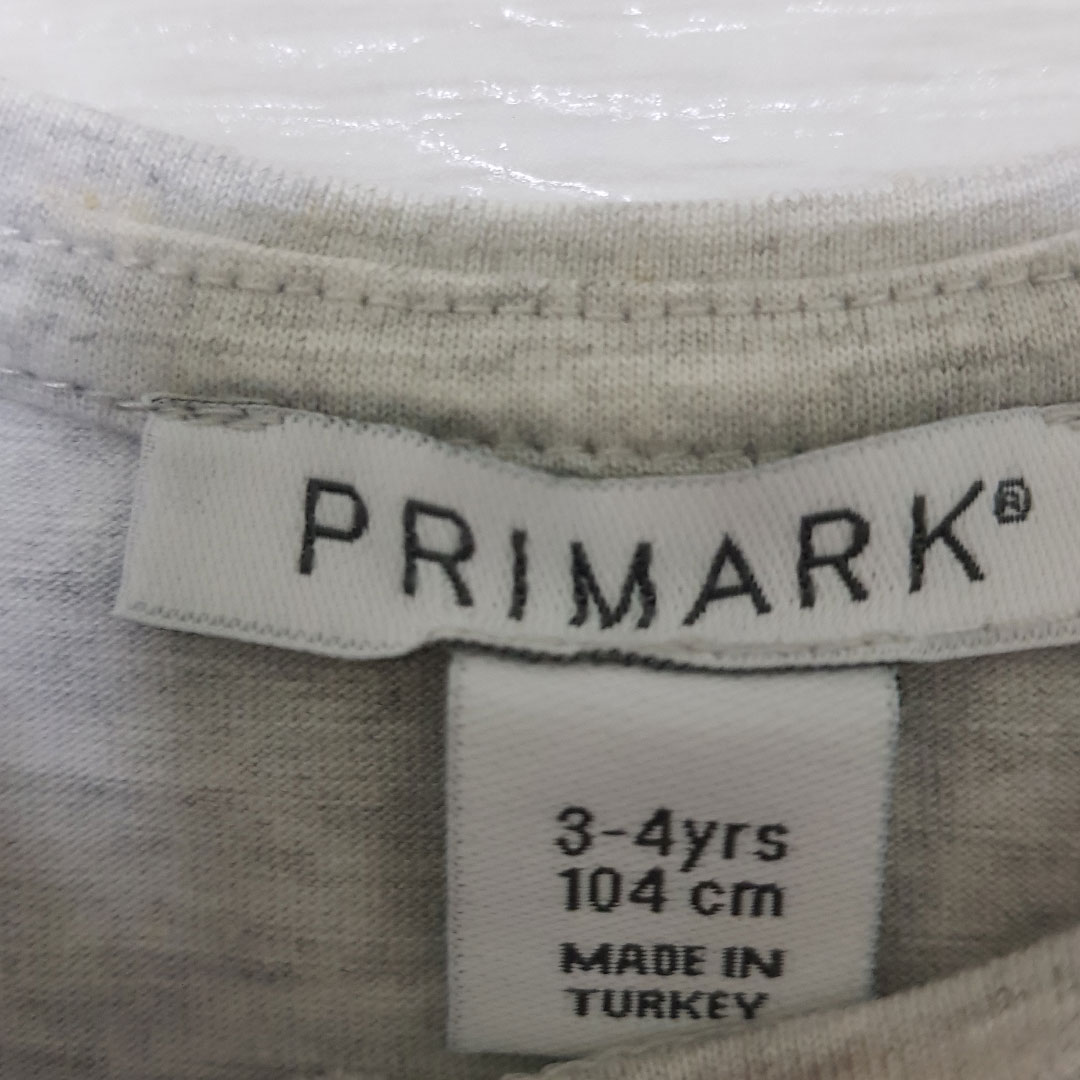 PRIMARK®
3-4yrs
104 cm
MADE IN
TURKEY